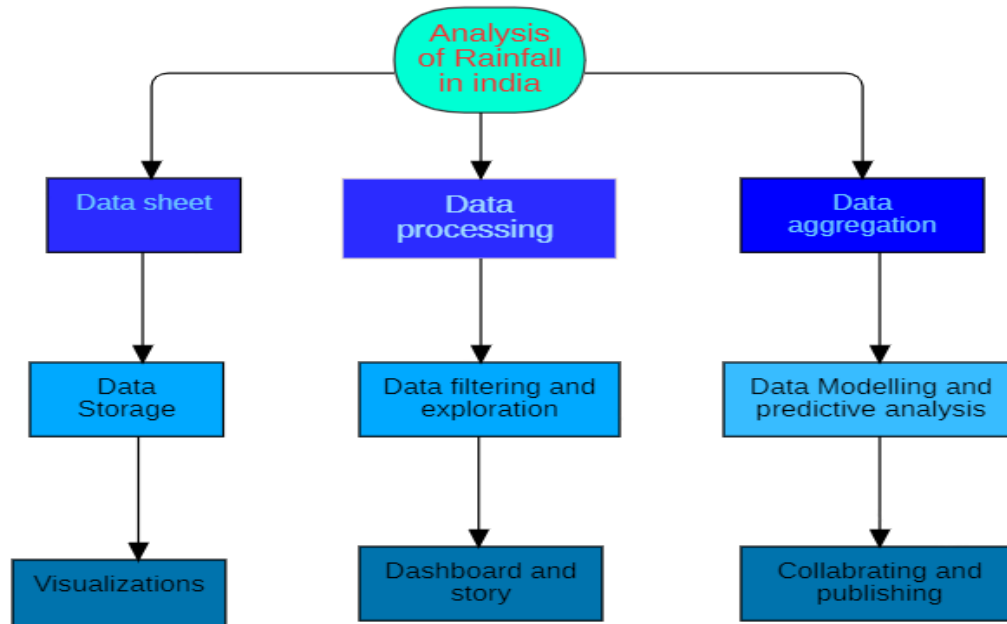 Analysis
of Rainfall
in india
Data sheet
Data
processing
Data
aggregation
Data
Storage
Data filtering and
exploration
Data Modelling and
predictive analysis
Visualizations
Dashboard and
story
Collabrating and
publishing